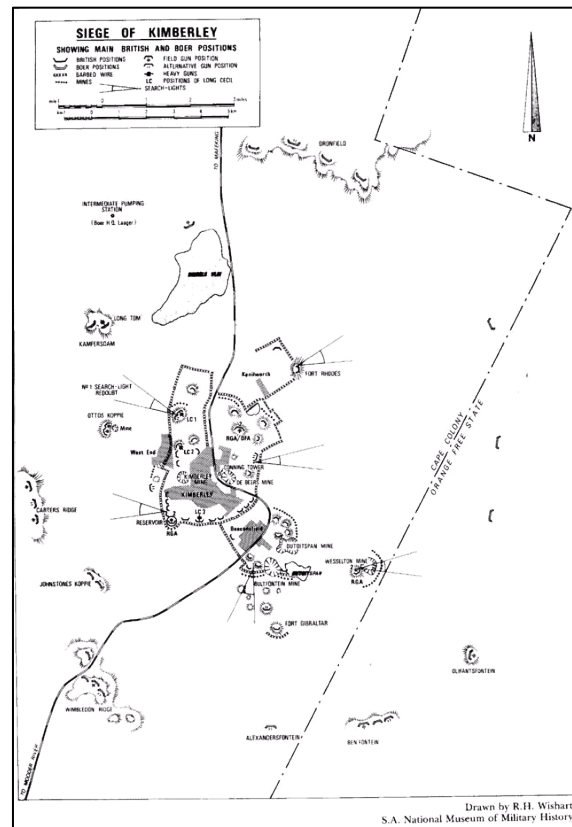 SIEGE OF KIMBERLEY
SHOWING MAIN BRITISH AND BOER POSITIONS
BRITISH POSITIONS
BOER POSITIONS
BARBED WIRE
MINES
FIELD GUN POSITION
ALTERNATIVE GUN POSITION
HEAVY GUNS
LC POSITIONS OF LONG CECIL
SEARCH-LIGHTS
N
TO MAFEKING
DRONFIELD
INTERMEDIATE PUMPING
STATION
(Boer H.Q. Laager)
LONG TOM
KAMFERSDAM
Kenilworth
FORT RHODES
Nº 1 SEARCH-LIGHT
REDOUBT
LC 1
OTTOS KOPPE
Mine
RGA/DFA
West End
LC 2
CONNING TOWER
KIMBERLEY
MINE
DE BEERS MINE
KIMBERLEY
CARTERS RIDGE
RESERVOIR
RGA
LC 3
Beaconsfield
DUTOITSPAN MINE
WESSELTON MINE
R.G.A
JOHNSTONES KOPPE
BULTFONTEIN MINE
FORT GIBRALTAR
CAPE COLONY
ORANGE FREE STATE
OLIFANTSFONTEIN
WIMBLEDON RIDGE
ALEXANDERSFONTEIN
BENFONTEIN
TO MODDER RIVER
Drawn by R.H. Wishart
S.A. National Museum of Military History